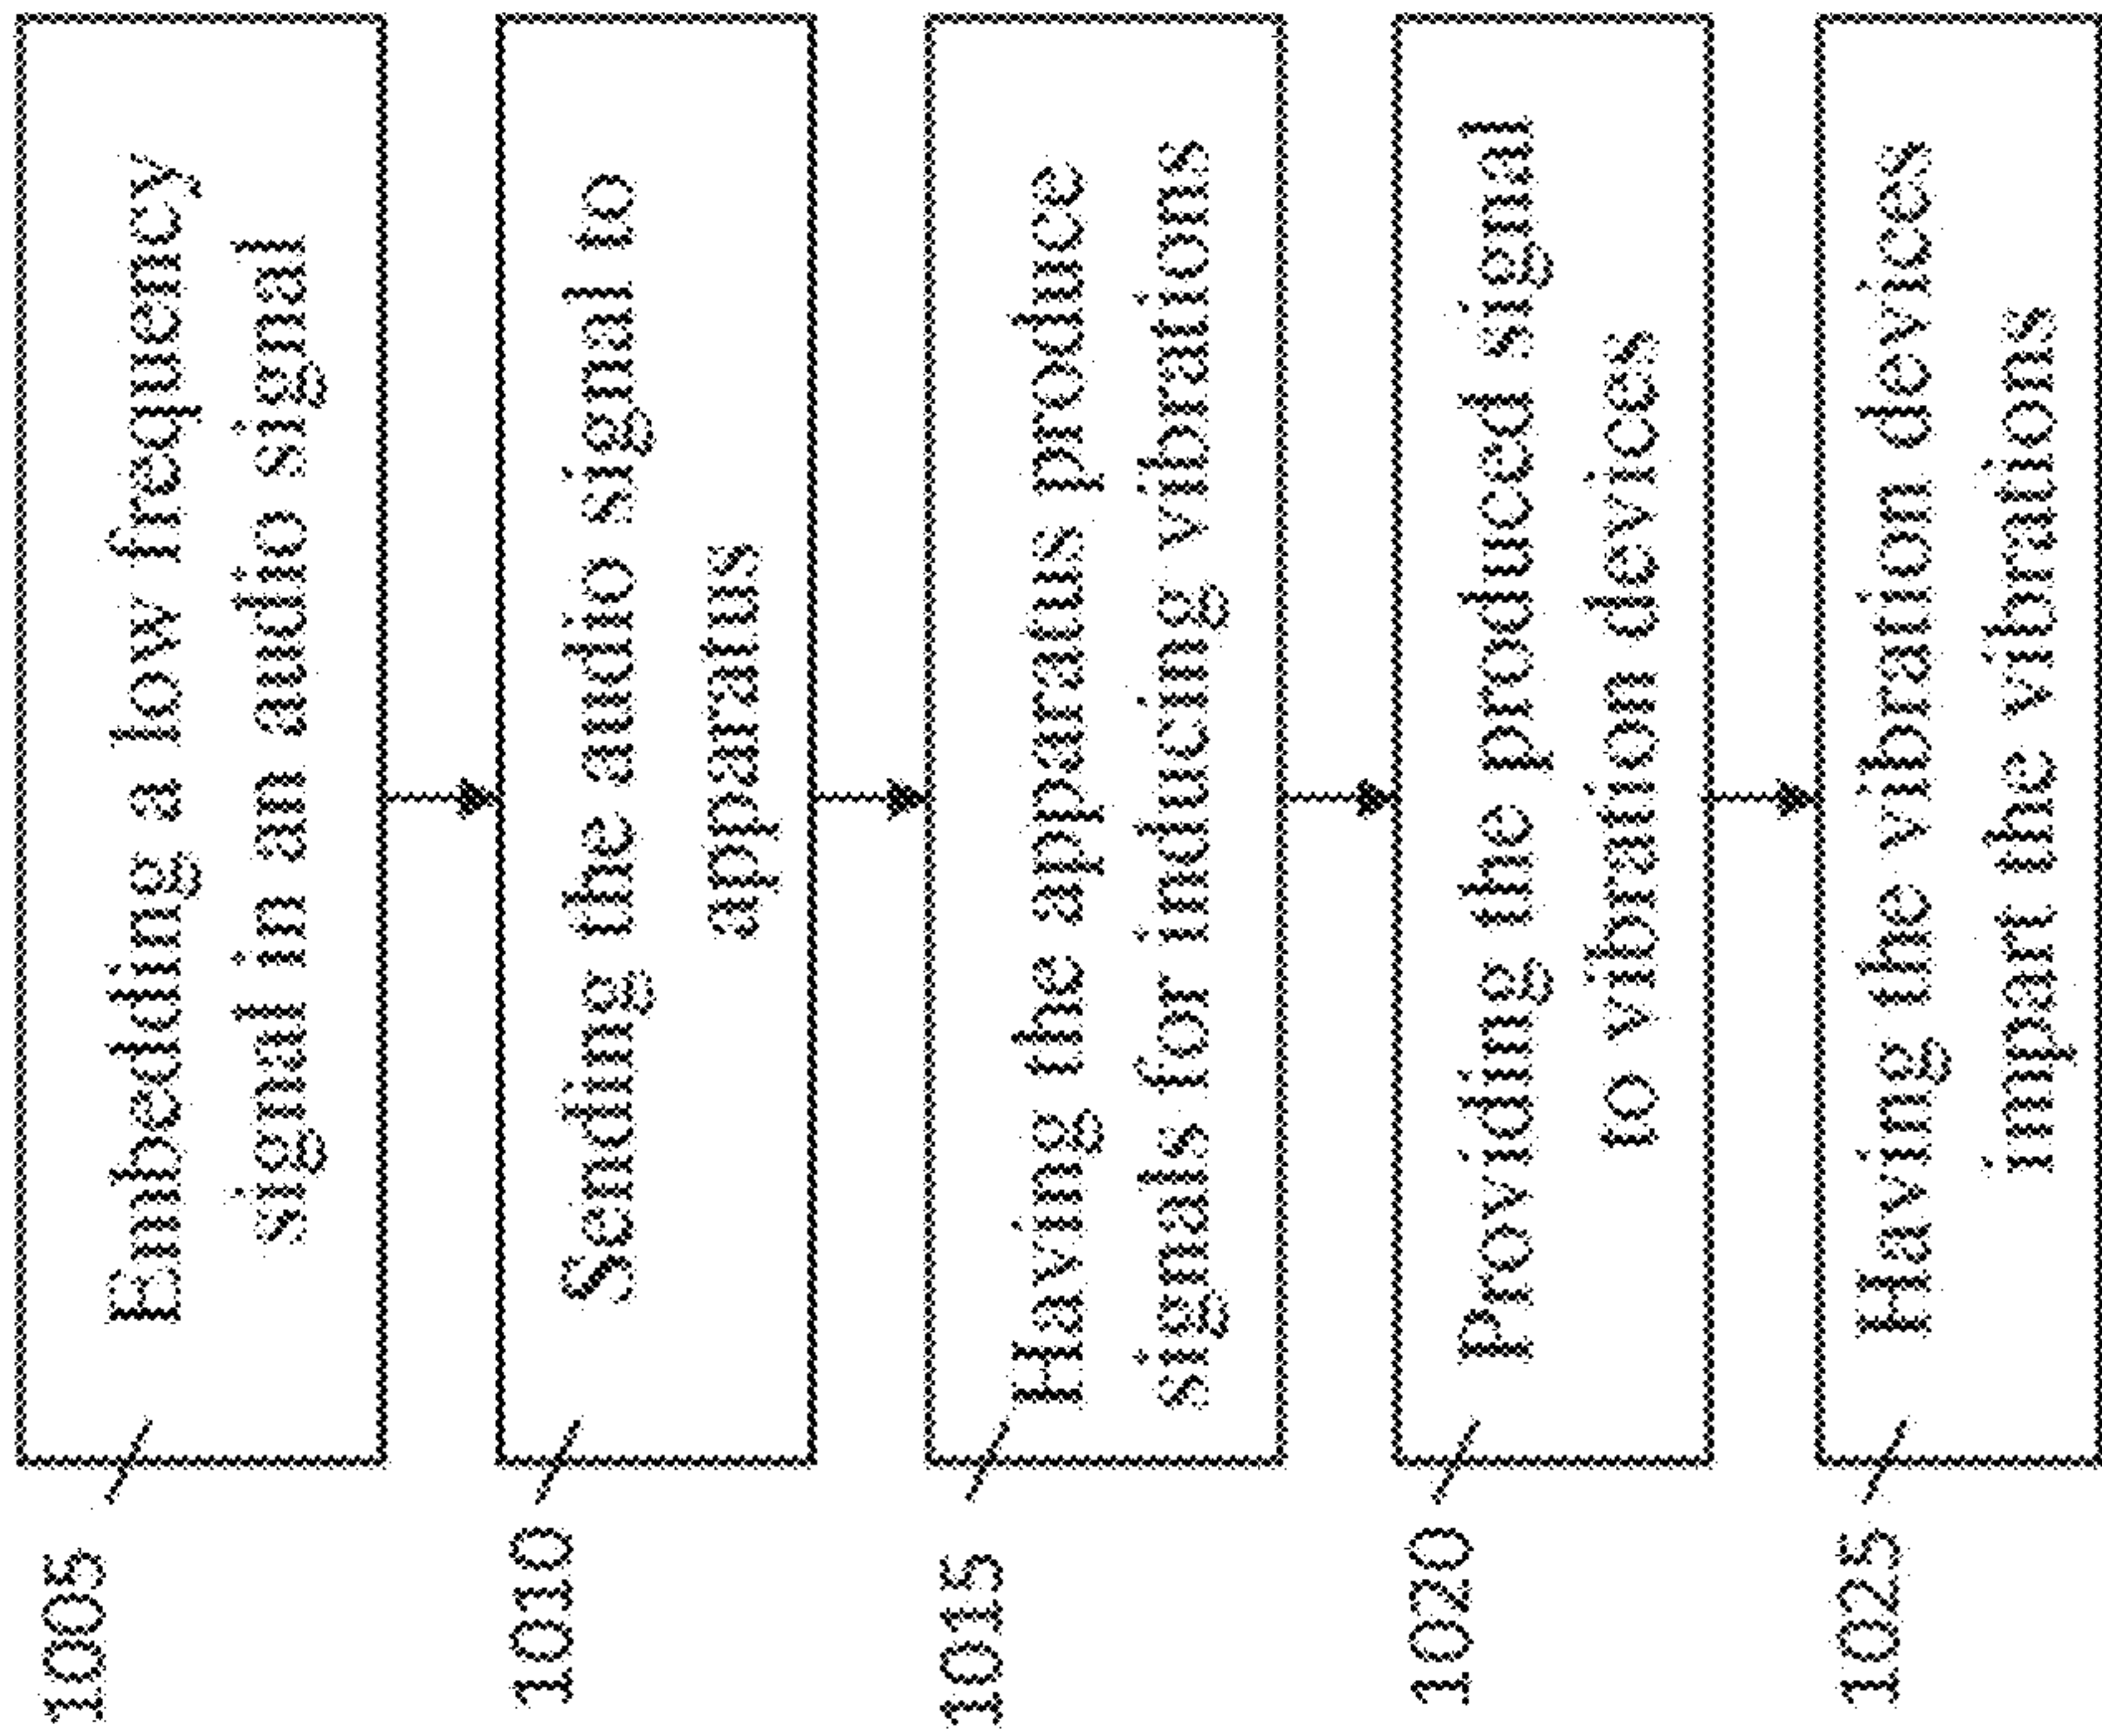 1005
Embedding a low frequency
signal in an audio signal
1010
Sending the audio signal to
apparatus
1015
Having the apparatus produce
signals for inducing vibrations
1020
Providing the produced signal
to vibration devices
1025
Having the vibration devices
impart the vibrations